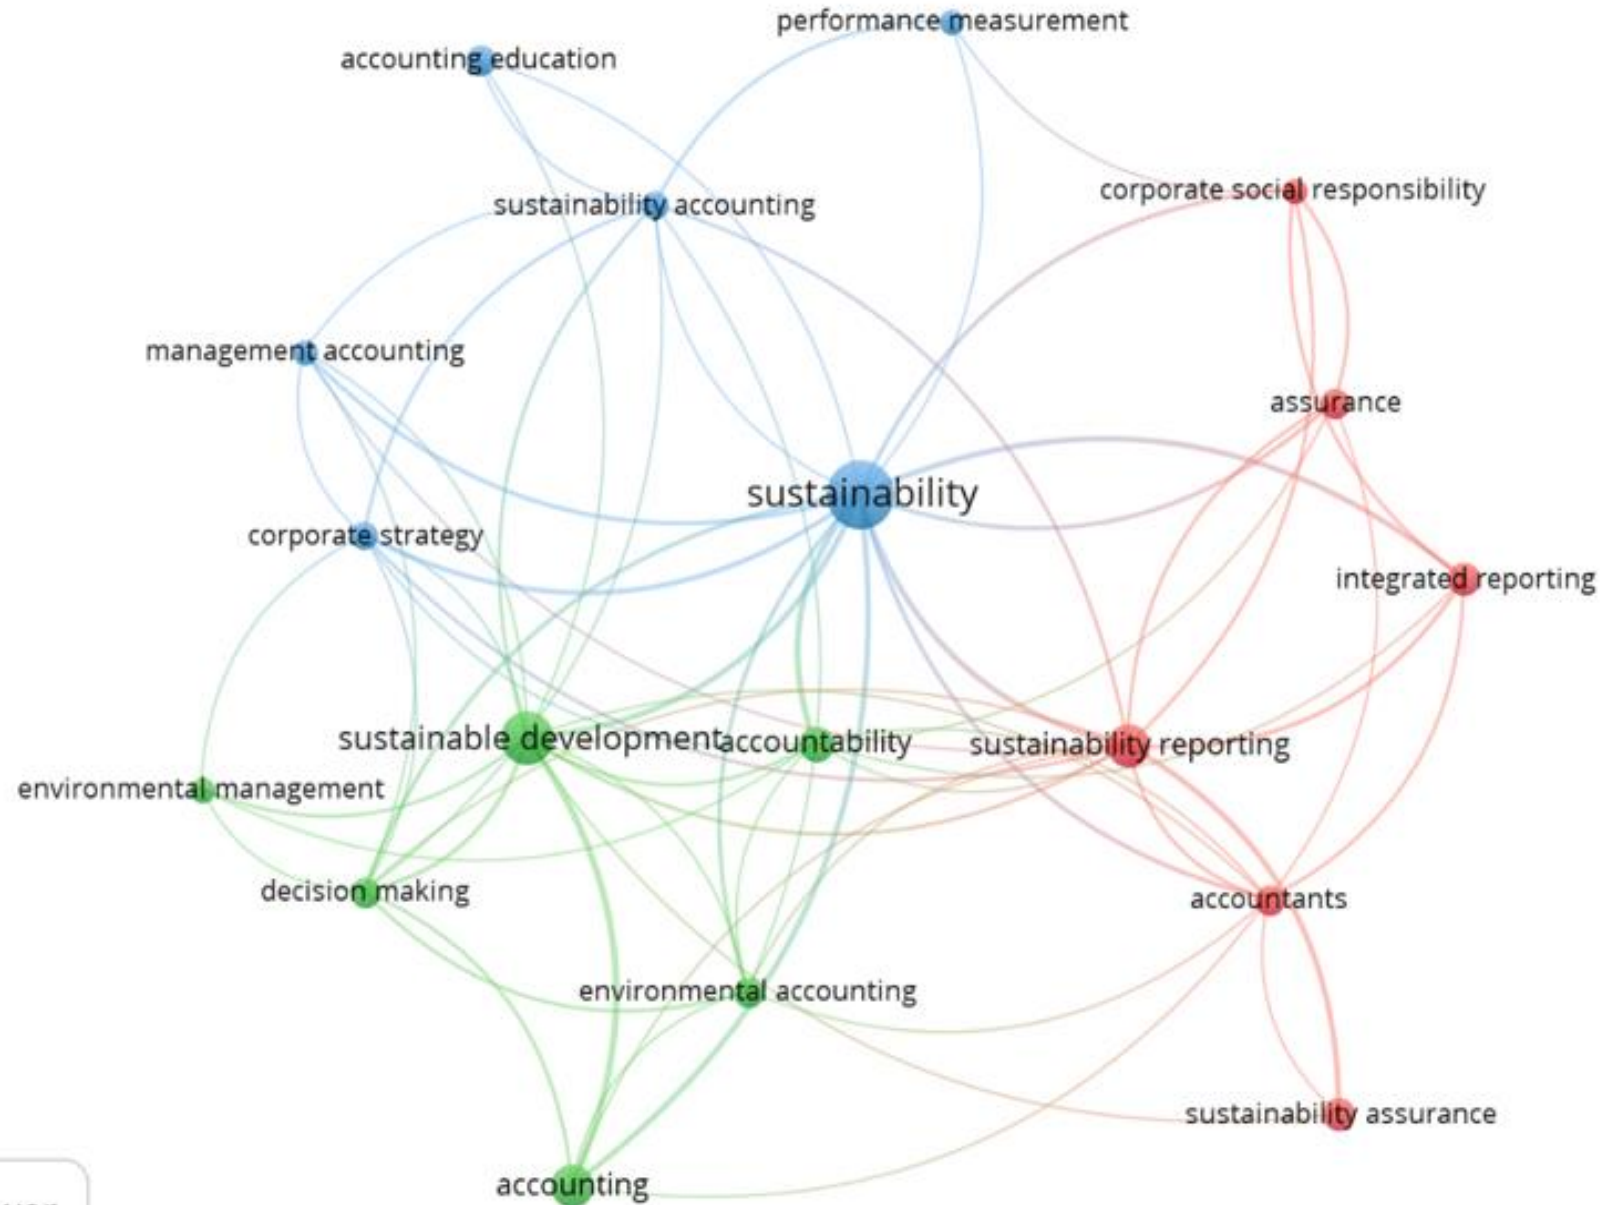 performance measurement
accounting education
corporate social responsibility
sustainability accounting
management accounting
assurance
sustainability
corporate strategy
integrated reporting
sustainable development
accountability
sustainability reporting
environmental management
decision making
accountants
environmental accounting
sustainability assurance
accounting